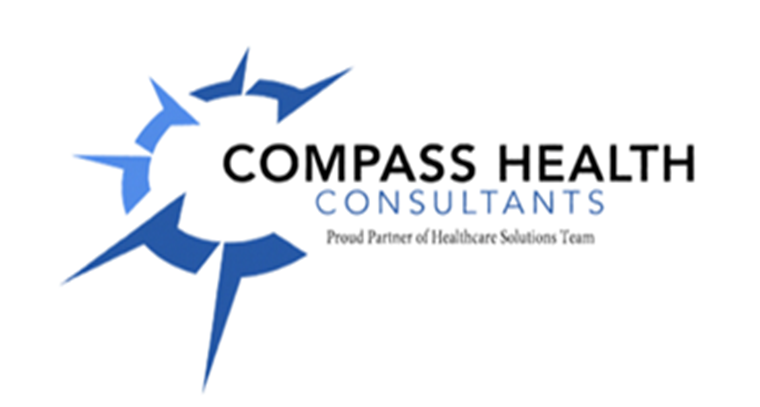 COMPASS HEALTH
CONSULTANTS
Proud Partner of Healthcare Solutions Team